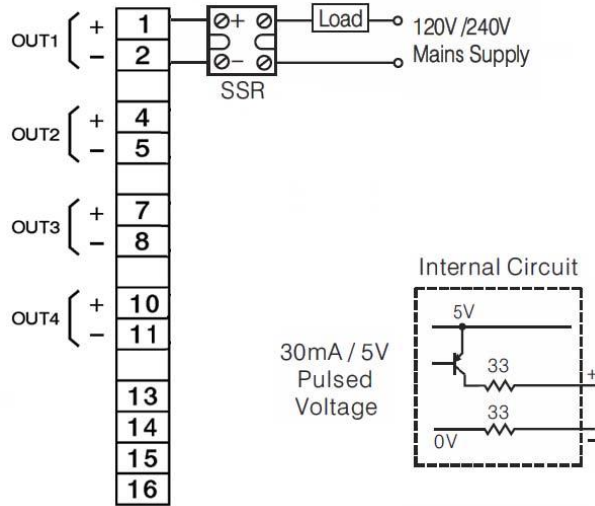 OUT1 + 1
− 2
+
−
SSR
Load
120V /240V
Mains Supply
OUT2 + 4
− 5
OUT3 + 7
− 8
OUT4 + 10
− 11
13
14
15
16
30mA / 5V
Pulsed
Voltage
Internal Circuit
5V
33
+
33
0V
−